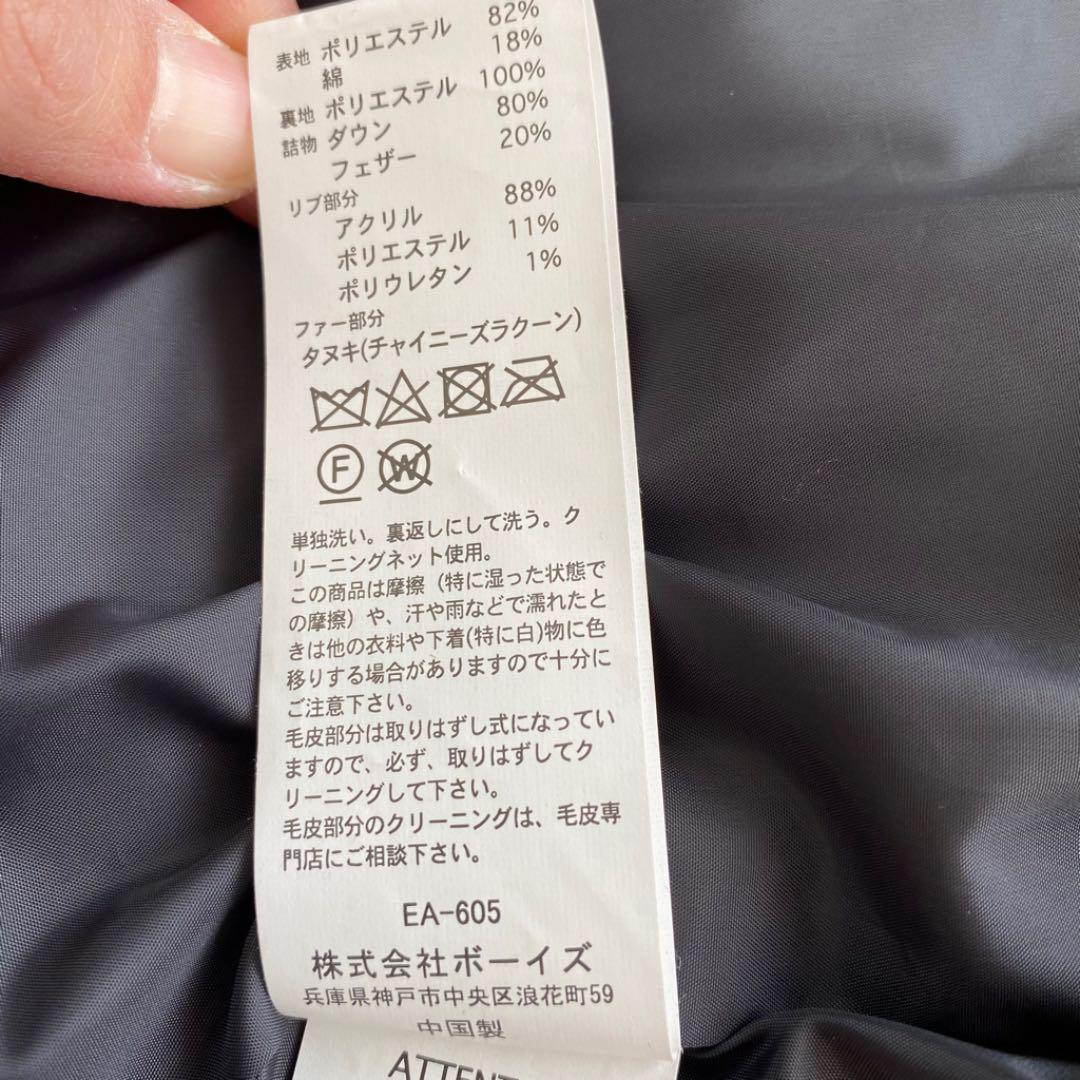 表地 ポリエステル 82%
綿 18%
裏地 ポリエステル 100%
詰物 ダウン 80%
フェザー 20%
リブ部分
アクリル 88%
ポリエステル 11%
ポリウレタン 1%
ファー部分
タヌキ(チャイニーズラクーン)
F W
単独洗い。裏返しにして洗う。ク
リーニングネット使用。
この商品は摩擦（特に湿った状態で
の摩擦）や、汗や雨などで濡れたと
きは他の衣料や下着(特に白)物に色
移りする場合がありますので十分に
ご注意下さい。
毛皮部分は取りはずし式になってい
ますので、必ず、取りはずしてク
リーニングして下さい。
毛皮部分のクリーニングは、毛皮専
門店にご相談下さい。
EA-605
株式会社ボーイズ
兵庫県神戸市中央区浪花町59
中国製